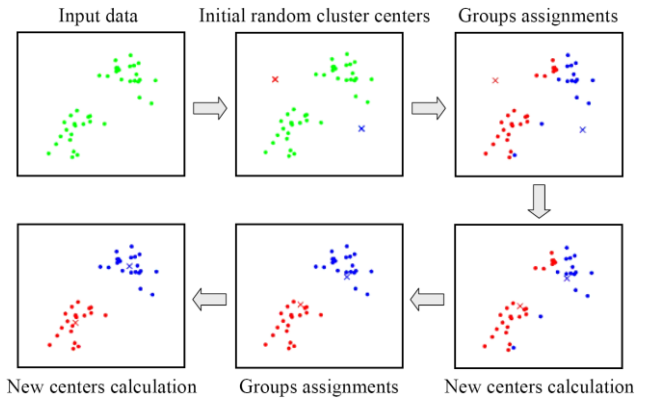 Input data
Initial random cluster centers
Groups assignments
New centers calculation
Groups assignments
New centers calculation